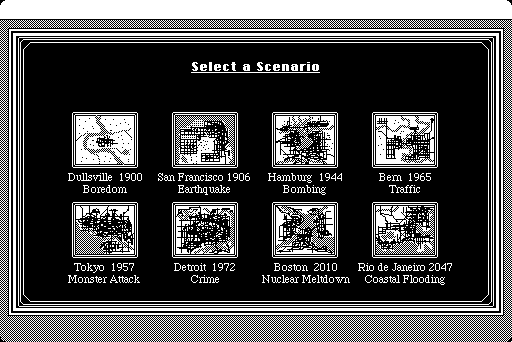 Select a Scenario
Dullsville 1900
Boredom
San Francisco 1906
Earthquake
Hamburg 1944
Bombing
Bern 1965
Traffic
Tokyo 1957
Monster Attack
Detroit 1972
Crime
Boston 2010
Nuclear Meltdown
Rio de Janeiro 2047
Coastal Flooding